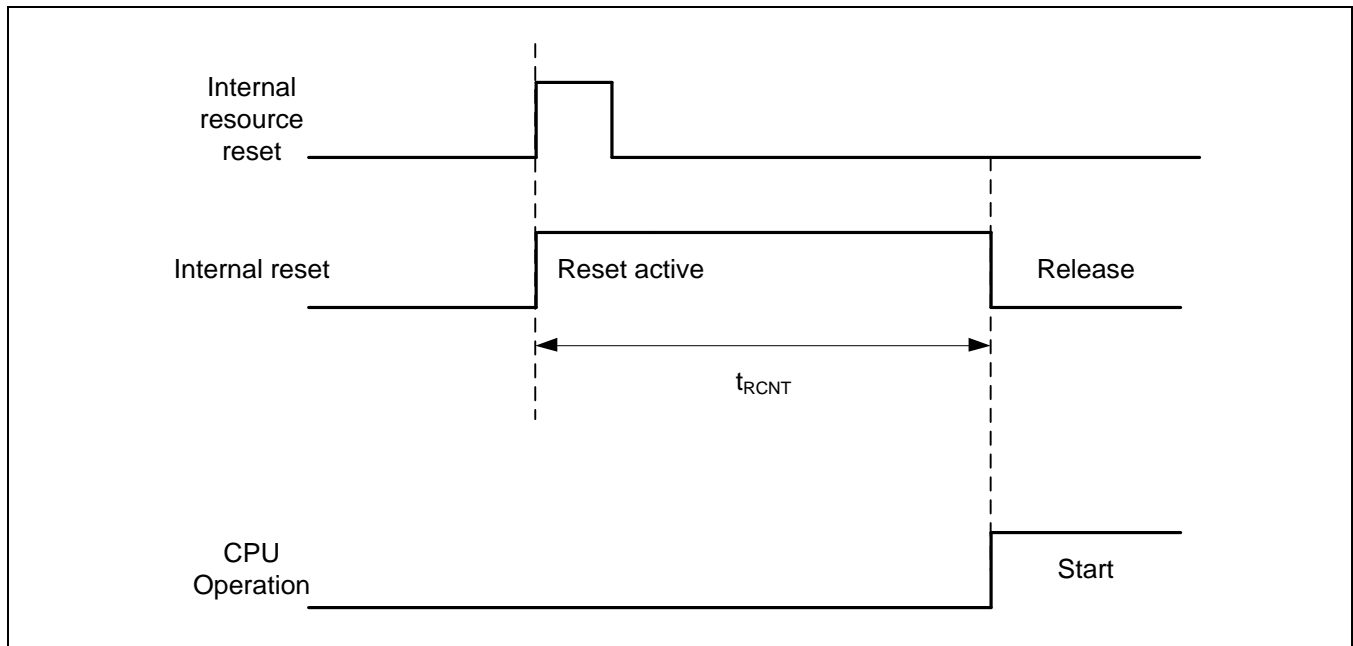 Internal
resource
reset
Internal reset
Reset active
Release
tRCNT
CPU
Operation
Start